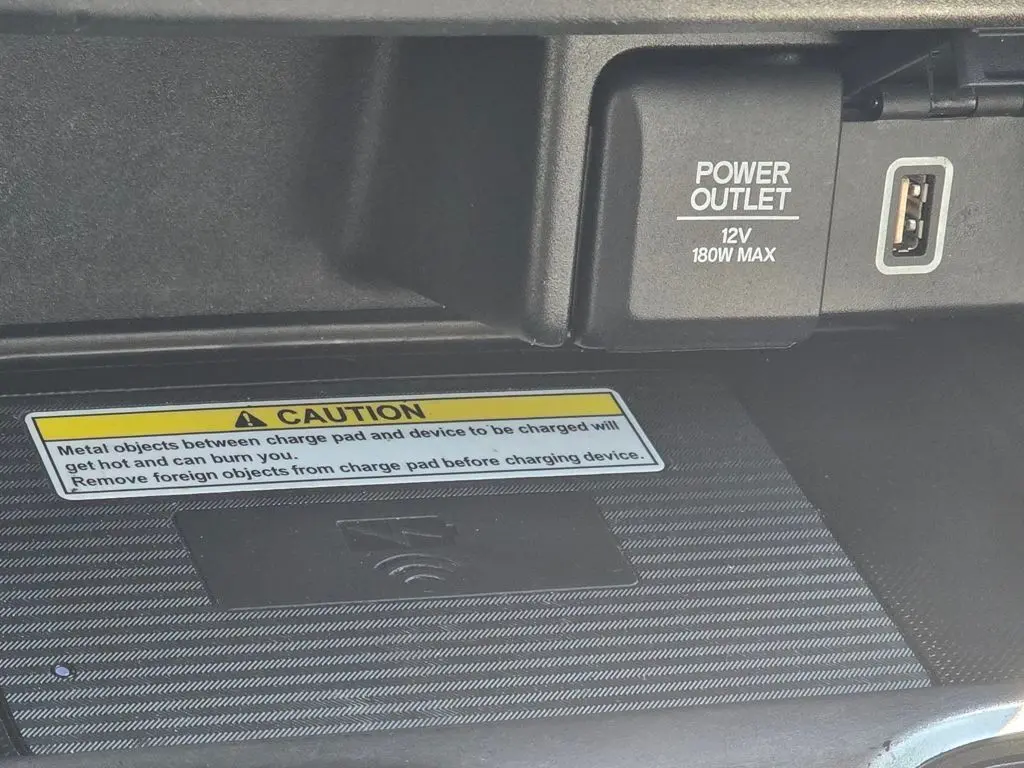 POWER
OUTLET
12V
180W MAX
CAUTION
Metal objects between charge pad and device to be charged will
get hot and can burn you.
Remove foreign objects from charge pad before charging device.